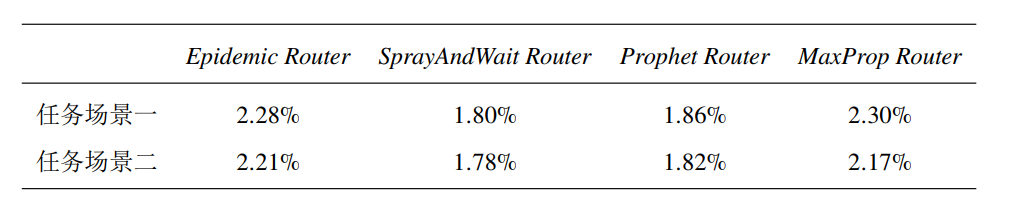 Epidemic Router SprayAndWait Router Prophet Router MaxProp Router
任务场景一 2.28% 1.80% 1.86% 2.30%
任务场景二 2.21% 1.78% 1.82% 2.17%